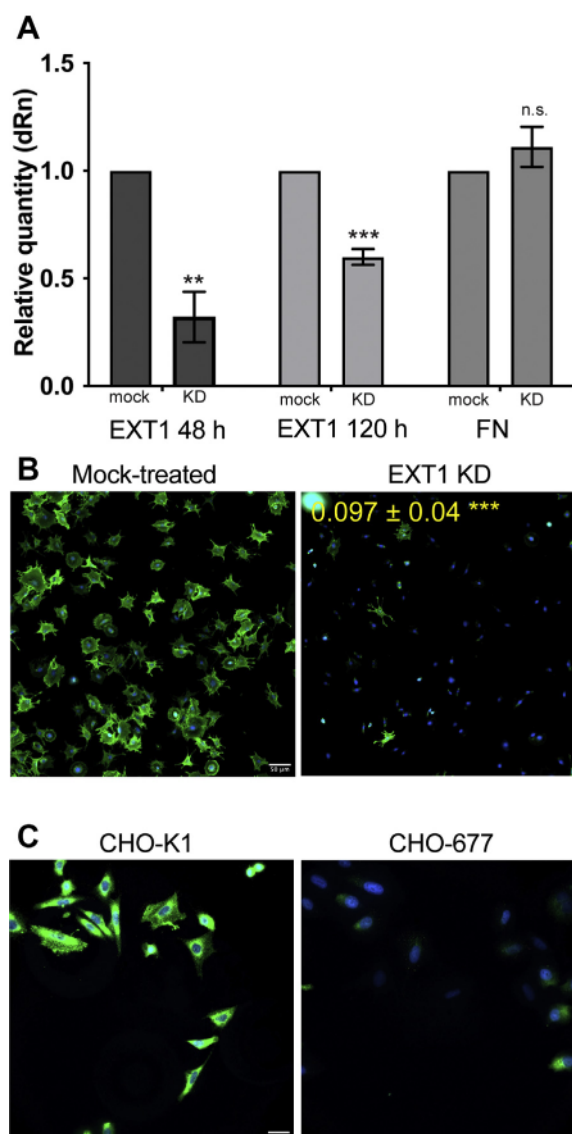 A
Relative quantity (dRn)
1.5
1.0
0.5
0.0
**
***
n.s.
mock KD mock KD mock KD
EXT1 48 h EXT1 120 h FN
B
Mock-treated EXT1 KD
0.097 ± 0.04 ***
50 µm
C
CHO-K1 CHO-677